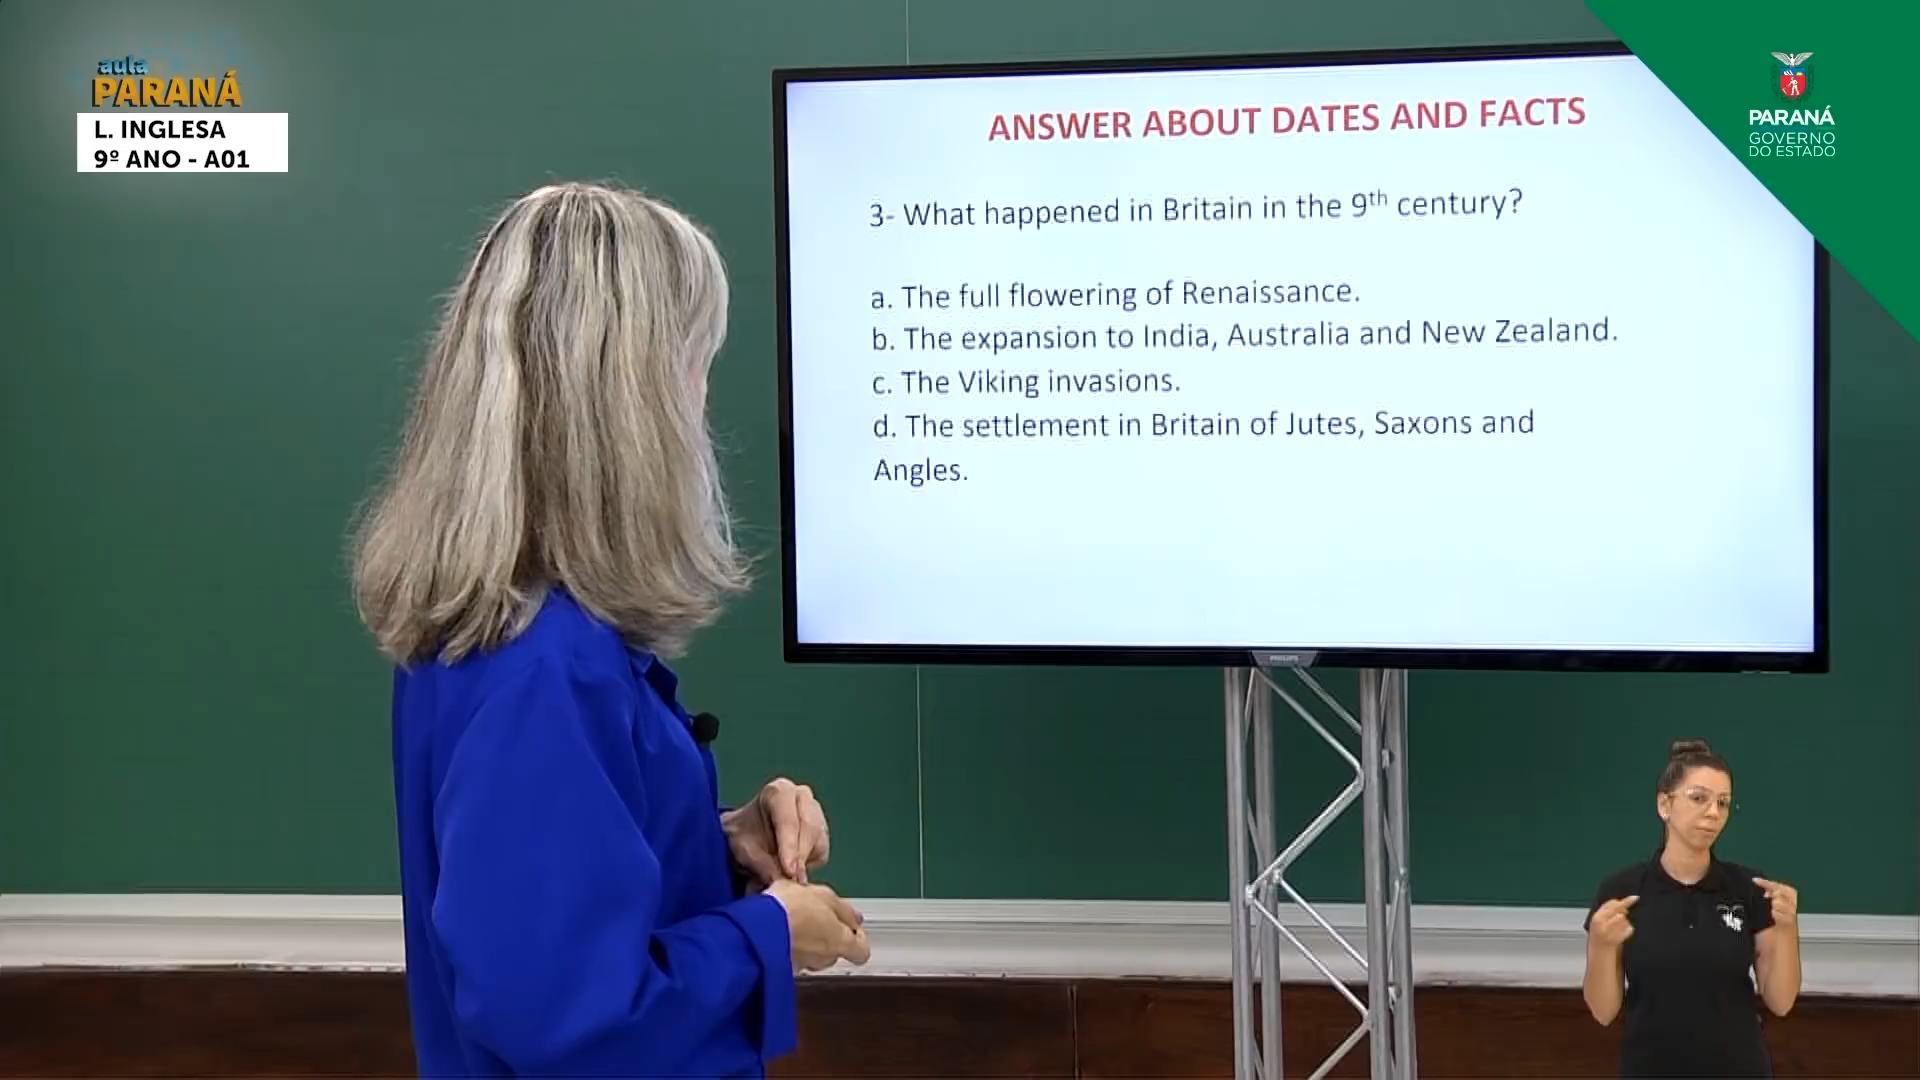 aula
PARANÁ
L. INGLESA
9º ANO - A01
ANSWER ABOUT DATES AND FACTS
3- What happened in Britain in the 9th century?
a. The full flowering of Renaissance.
b. The expansion to India, Australia and New Zealand.
c. The Viking invasions.
d. The settlement in Britain of Jutes, Saxons and
Angles.
PHILIPS
PARANÁ
GOVERNO
DO ESTADO